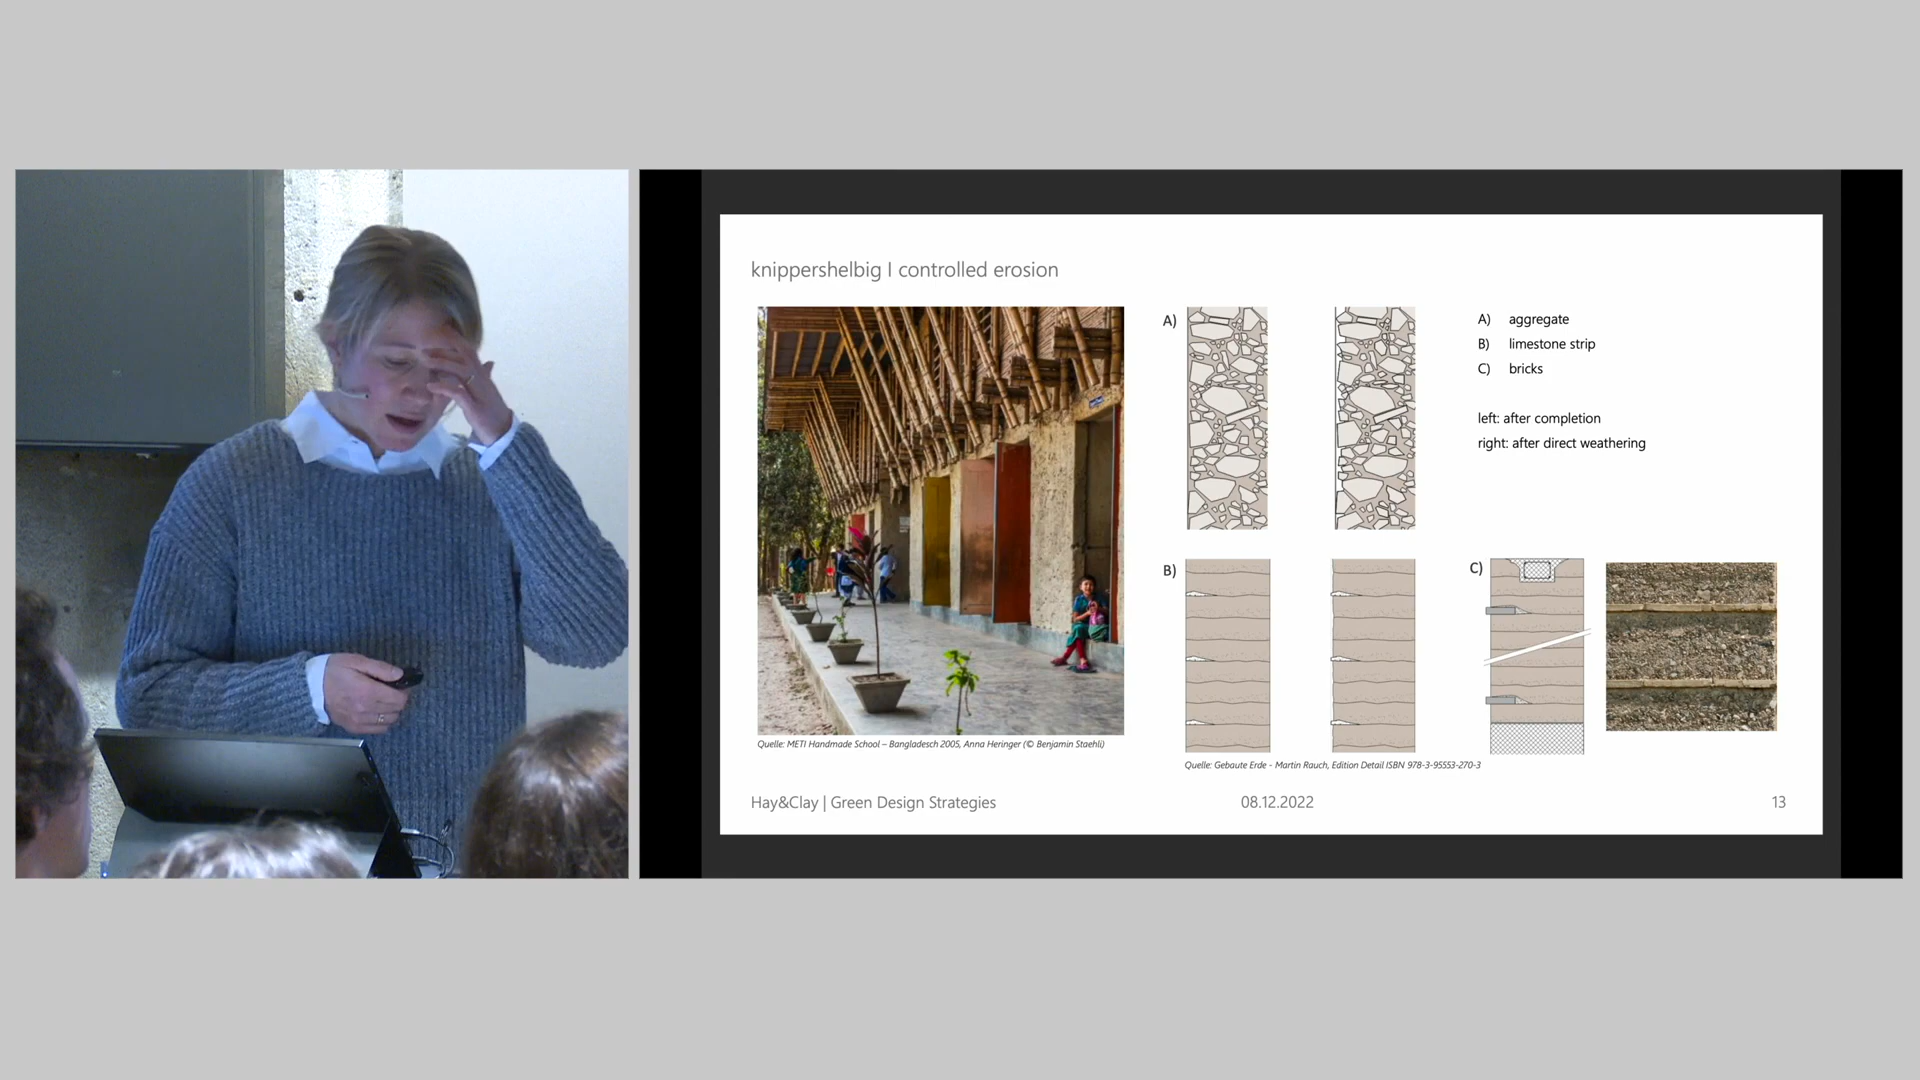 knippershelbig I controlled erosion
A)
A) aggregate
B) limestone strip
C) bricks
left: after completion
right: after direct weathering
B)
C)
Quelle: METI Handmade School – Bangladesch 2005, Anna Heringer (© Benjamin Staehli)
Quelle: Gebaute Erde - Martin Rauch, Edition Detail ISBN 978-3-95553-270-3
Hay&Clay | Green Design Strategies
08.12.2022
13